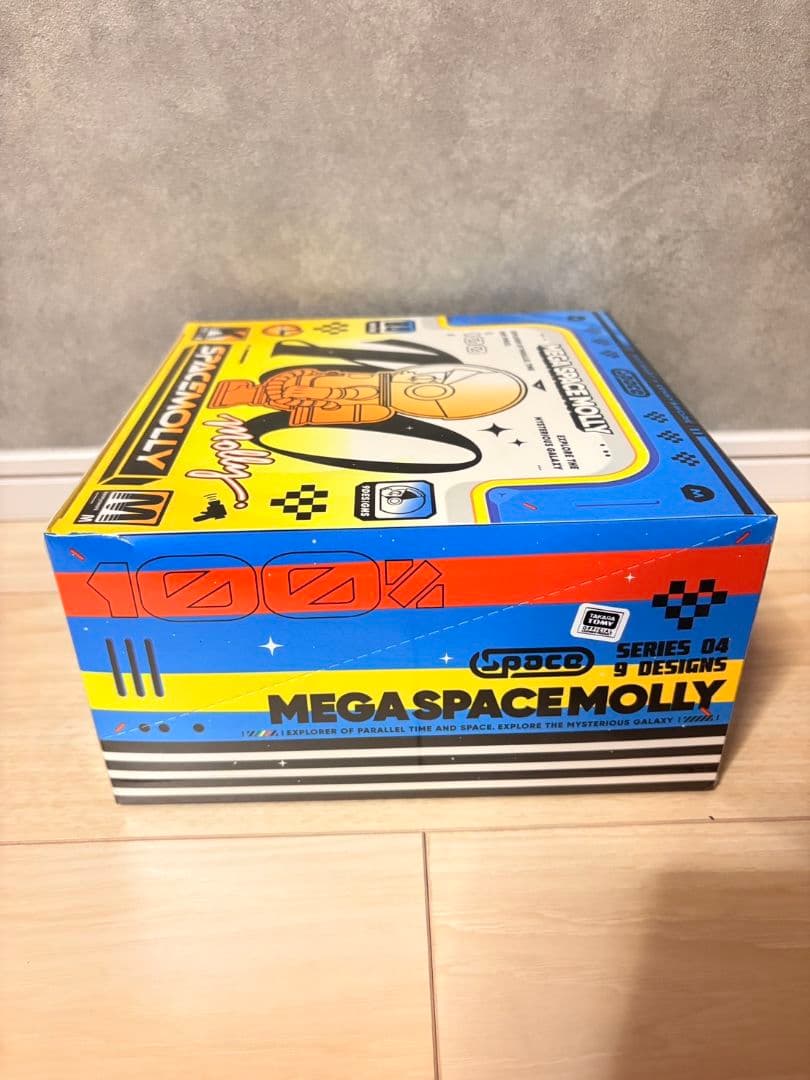 SPACEMOLLY
Molly
9DESIGNS
MEGA SPACE MOLLY
EXPLORE THE
MYSTERIOUS GALAXY
100%
TAKARA
TOMY
Space
SERIES 04
9 DESIGNS
MEGA SPACE MOLLY
EXPLORER OF PARALLEL TIME AND SPACE. EXPLORE THE MYSTERIOUS GALAXY